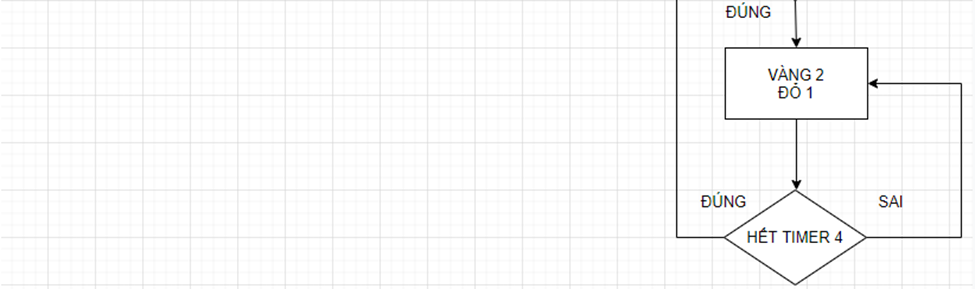 ĐÚNG
VÀNG 2
ĐỎ 1
ĐÚNG
SAI
HẾT TIMER 4